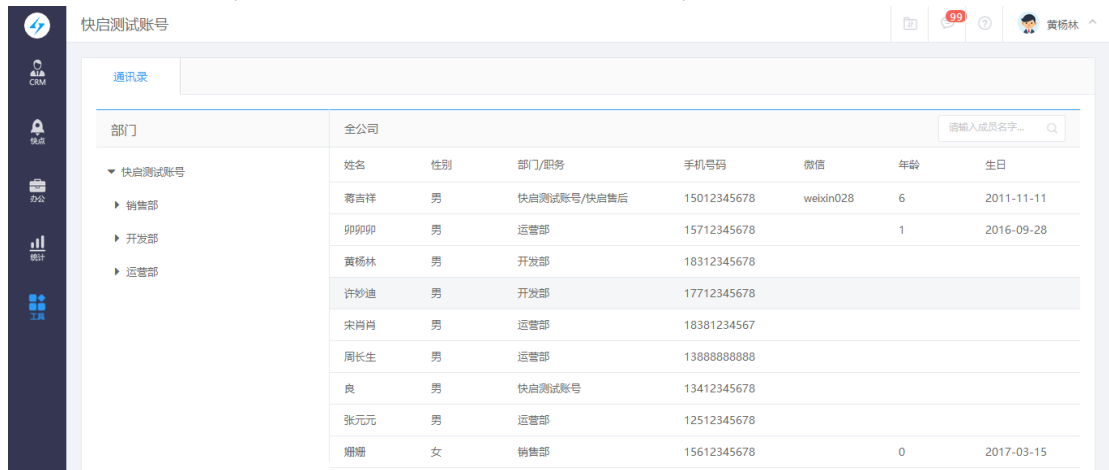 快启测试账号
99
黄杨林
CRM
快点
办公
统计
工具
通讯录
部门
全公司
请输入成员名字...
快启测试账号
销售部
开发部
运营部
姓名 性别 部门/职务 手机号码 微信 年龄 生日
蒋吉祥 男 快启测试账号/快启售后 15012345678 weixin028 6 2011-11-11
卯卯卯 男 运营部 15712345678 1 2016-09-28
黄杨林 男 开发部 18312345678
许妙迪 男 开发部 17712345678
宋肖肖 男 运营部 18381234567
周长生 男 运营部 13888888888
良 男 快启测试账号 13412345678
张元元 男 运营部 12512345678
姗姗 女 销售部 15612345678 0 2017-03-15